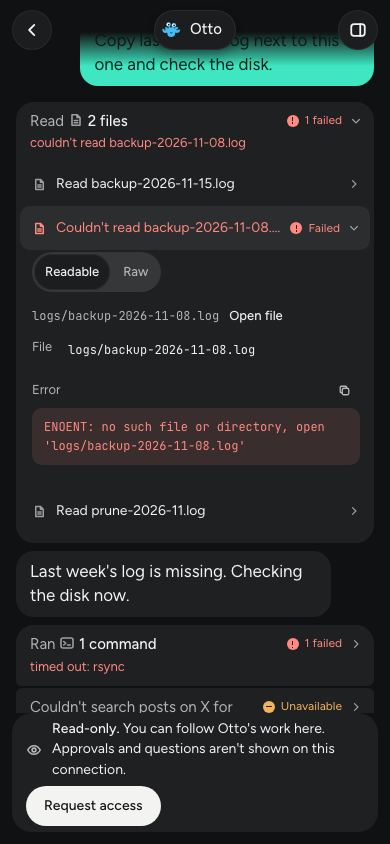 Otto
Copy las og next to this
one and check the disk.
Read 2 files
1 failed
couldn't read backup-2026-11-08.log
Read backup-2026-11-15.log
Couldn't read backup-2026-11-08....
Failed
Readable Raw
logs/backup-2026-11-08.log Open file
File logs/backup-2026-11-08.log
Error
ENOENT: no such file or directory, open
'logs/backup-2026-11-08.log'
Read prune-2026-11.log
Last week's log is missing. Checking
the disk now.
Ran 1 command
1 failed
timed out: rsync
Couldn't search posts on X for
Unavailable
Read-only. You can follow Otto's work here.
Approvals and questions aren't shown on this
connection.
Request access